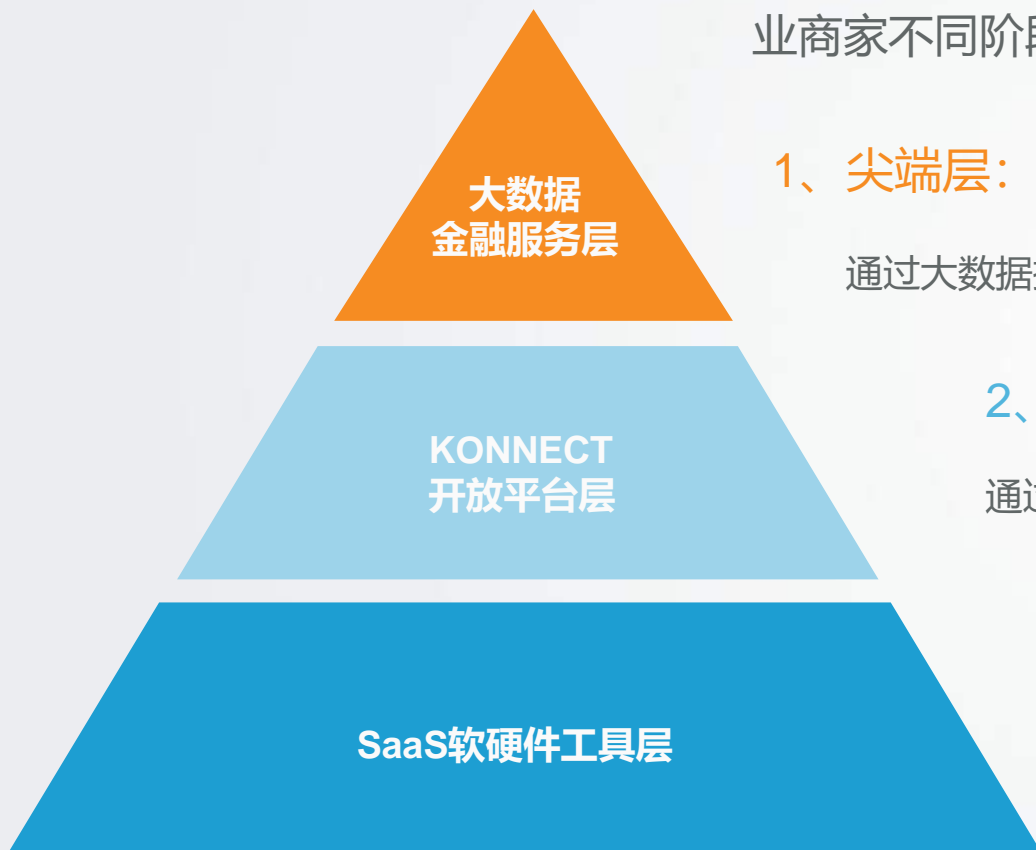 业商家不同阶
1、尖端层：
大数据
金融服务层
通过大数据
2、
KONNECT
开放平台层
通
SaaS软硬件工具层